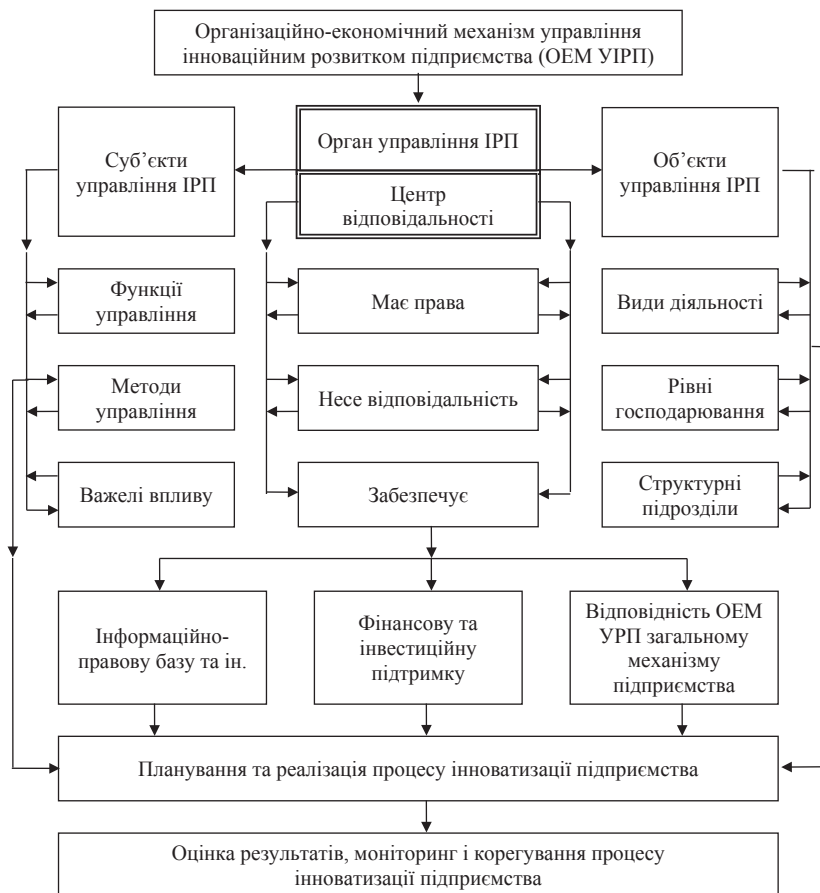 Організаційно-економічний механізм управління
інноваційним розвитком підприємства (ОЕМ УІРП)
Суб’єкти
управління ІРП
Орган управління ІРП
Центр
відповідальності
Об’єкти
управління ІРП
Функції
управління
Має права
Види діяльності
Методи
управління
Несе відповідальність
Рівні
господарювання
Важелі впливу
Забезпечує
Структурні
підрозділи
Інформаційно-
правову базу та ін.
Фінансову та
інвестиційну
підтримку
Відповідність ОЕМ
УРП загальному
механізму
підприємства
Планування та реалізація процесу інноватизації підприємства
Оцінка результатів, моніторинг і корегування процесу
інноватизації підприємства